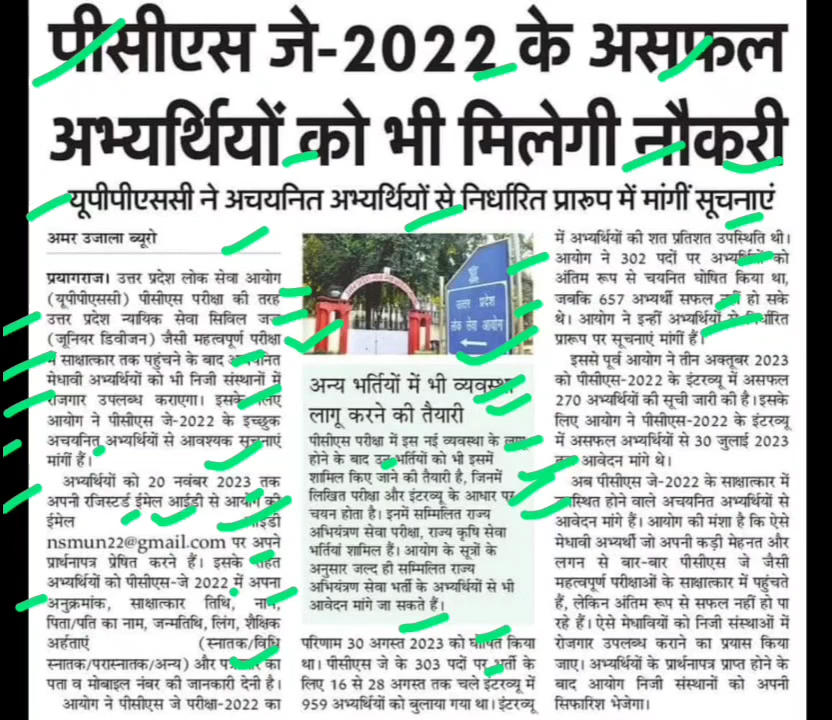 पीसीएस जे-2022 के असफल
अभ्यर्थियों को भी मिलेगी नौकरी
यूपीपीएससी ने अचयनित अभ्यर्थियों से निर्धारित प्रारूप में मांगीं सूचनाएं
अमर उजाला ब्यूरो
प्रयागराज। उत्तर प्रदेश लोक सेवा आयोग
(यूपीपीएससी) पीसीएस परीक्षा की तरह
उत्तर प्रदेश न्यायिक सेवा सिविल जज
(जूनियर डिवीजन) जैसी महत्वपूर्ण परीक्षा
में साक्षात्कार तक पहुंचने के बाद अचयनित
मेधावी अभ्यर्थियों को भी निजी संस्थानों में
रोजगार उपलब्ध कराएगा। इसके लिए
आयोग ने पीसीएस जे-2022 के इच्छुक
अचयनित अभ्यर्थियों से आवश्यक सूचनाएं
मांगीं हैं।
अभ्यर्थियों को 20 नवंबर 2023 तक
अपनी रजिस्टर्ड ईमेल आईडी से आयोग की
ईमेल आईडी
nsmun22@gmail.com पर अपने
प्रार्थनापत्र प्रेषित करने हैं। इसके तहत
अभ्यर्थियों को पीसीएस-जे 2022 में अपना
अनुक्रमांक, साक्षात्कार तिथि, नाम,
पिता/पति का नाम, जन्मतिथि, लिंग, शैक्षिक
अर्हताएं (स्नातक/विधि
स्नातक/परास्नातक/अन्य) और का
पता व मोबाइल नंबर की जानकारी देनी है।
आयोग ने पीसीएस जे परीक्षा-2022 का
उत्तर प्रदेश
लोक सेवा आयोग
अन्य भर्तियों में भी व्यवस्था
लागू करने की तैयारी
पीसीएस परीक्षा में इस नई व्यवस्था के लागू
होने के बाद उन भर्तियों को भी इसमें
शामिल किए जाने की तैयारी है, जिनमें
लिखित परीक्षा और इंटरव्यू के आधार पर
चयन होता है। इनमें सम्मिलित राज्य
अभियंत्रण सेवा परीक्षा, राज्य कृषि सेवा
भर्तियां शामिल हैं। आयोग के सूत्रों के
अनुसार जल्द ही सम्मिलित राज्य
अभियंत्रण सेवा भर्ती के अभ्यर्थियों से भी
आवेदन मांगे जा सकते हैं।
परिणाम 30 अगस्त 2023 को घोषित किया
था। पीसीएस जे के 303 पदों पर भर्ती के
लिए 16 से 28 अगस्त तक चले इंटरव्यू में
959 अभ्यर्थियों को बुलाया गया था। इंटरव्यू
में अभ्यर्थियों की शत प्रतिशत उपस्थिति थी।
आयोग ने 302 पदों पर अभ्यर्थियों को
अंतिम रूप से चयनित घोषित किया था,
जबकि 657 अभ्यर्थी सफल नहीं हो सके
थे। आयोग ने इन्हीं अभ्यर्थियों से निर्धारित
प्रारूप पर सूचनाएं मांगीं हैं।
इससे पूर्व आयोग ने तीन अक्तूबर 2023
को पीसीएस-2022 के इंटरव्यू में असफल
270 अभ्यर्थियों की सूची जारी की है। इसके
लिए आयोग ने पीसीएस-2022 के इंटरव्यू
में असफल अभ्यर्थियों से 30 जुलाई 2023
तक आवेदन मांगे थे।
अब पीसीएस जे-2022 के साक्षात्कार में
उपस्थित होने वाले अचयनित अभ्यर्थियों से
आवेदन मांगे हैं। आयोग की मंशा है कि ऐसे
मेधावी अभ्यर्थी जो अपनी कड़ी मेहनत और
लगन से बार-बार पीसीएस जे जैसी
महत्वपूर्ण परीक्षाओं के साक्षात्कार में पहुंचते
हैं, लेकिन अंतिम रूप से सफल नहीं हो पा
रहे हैं। ऐसे मेधावियों को निजी संस्थाओं में
रोजगार उपलब्ध कराने का प्रयास किया
जाए। अभ्यर्थियों के प्रार्थनापत्र प्राप्त होने के
बाद आयोग निजी संस्थानों को अपनी
सिफारिश भेजेगा।